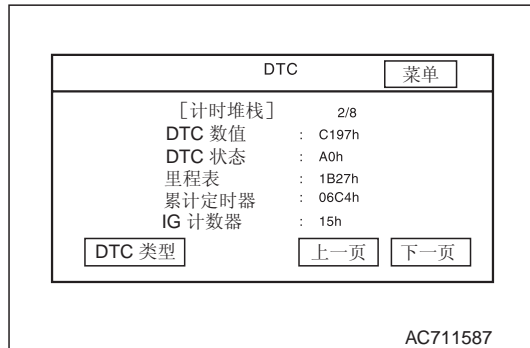 DTC 菜单
[计时堆栈] 2/8
DTC 数值 : C197h
DTC 状态 : A0h
里程表 : 1B27h
累计定时器 : 06C4h
IG 计数器 : 15h
DTC 类型 上一页 下一页
AC711587